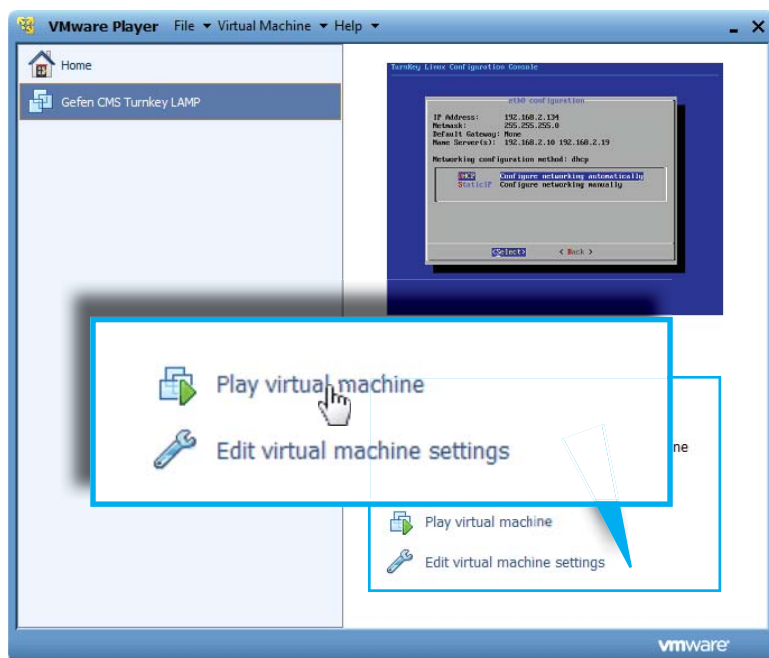 VMware Player File Virtual Machine Help
Home
Gefen CMS Turnkey LAMP
TurnKey Linux Configuration Console
eth0 configuration
IP Address: 192.168.2.134
Netmask: 255.255.255.0
Default Gateway: None
Name Server(s): 192.168.2.10 192.168.2.19
Networking configuration method: dhcp
DHCP Configure networking automatically
StaticIP Configure networking manually
<Select> < Back >
Play virtual machine
Edit virtual machine settings
ne
Play virtual machine
Edit virtual machine settings
vmware